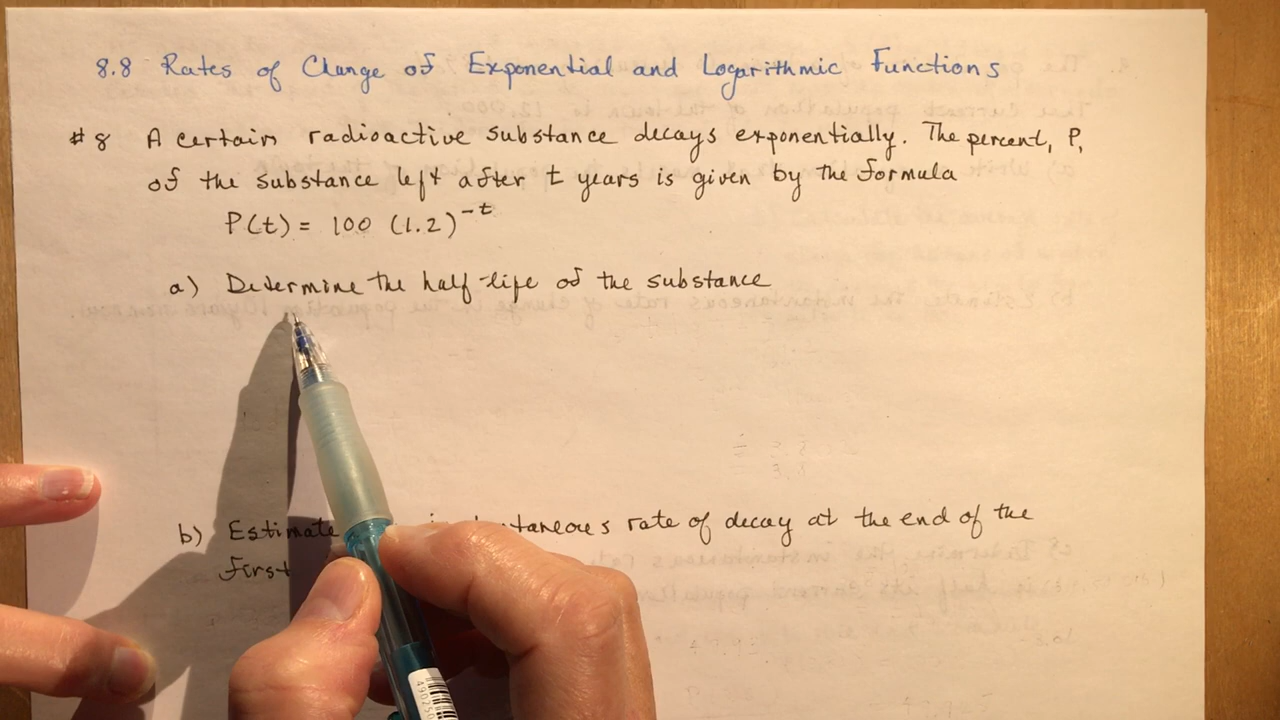 8.8 Rates of Change of Exponential and Logarithmic Functions
#8 A certain radioactive substance decays exponentially. The percent, P,
of the substance left after t years is given by the formula
P(t) = 100 (1.2)^-t
a) Determine the half-life of the substance
b) Estimate instantaneous rate of decay at the end of the
first
490250